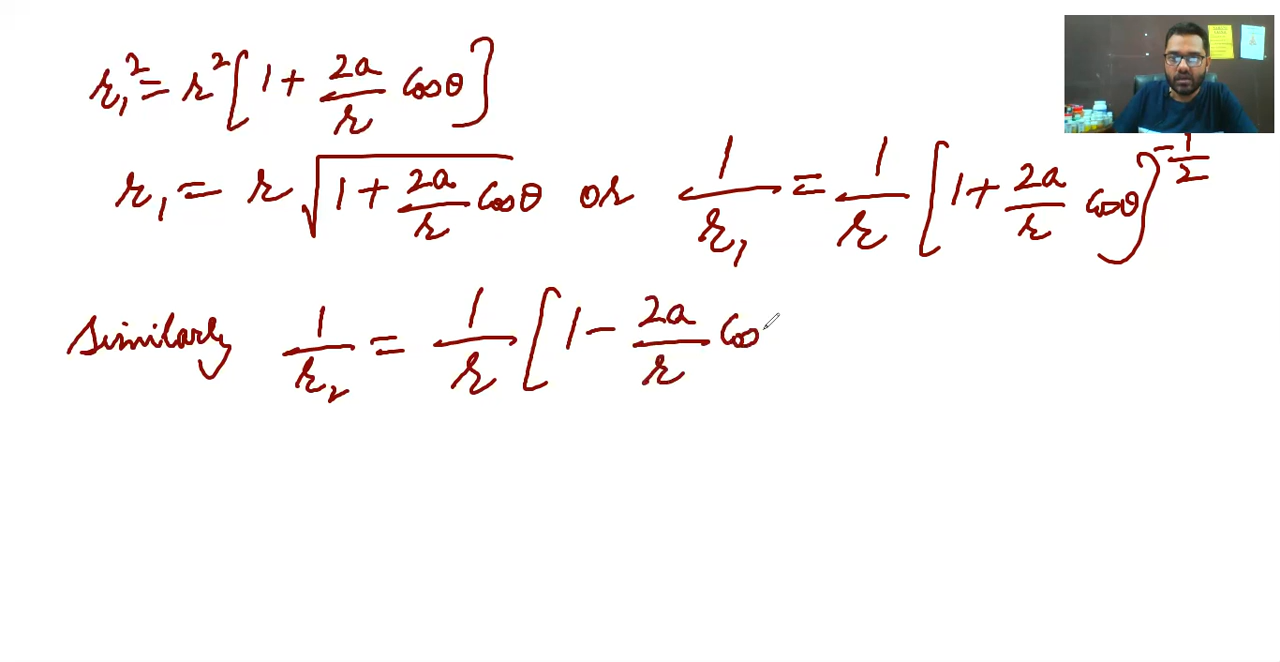 r₁² = r² [1 + 2a/r cosθ]
r₁ = r √(1 + 2a/r cosθ) or 1/r₁ = 1/r [1 + 2a/r cosθ]^(-1/2)
Similarly 1/r₂ = 1/r [1 - 2a/r cos